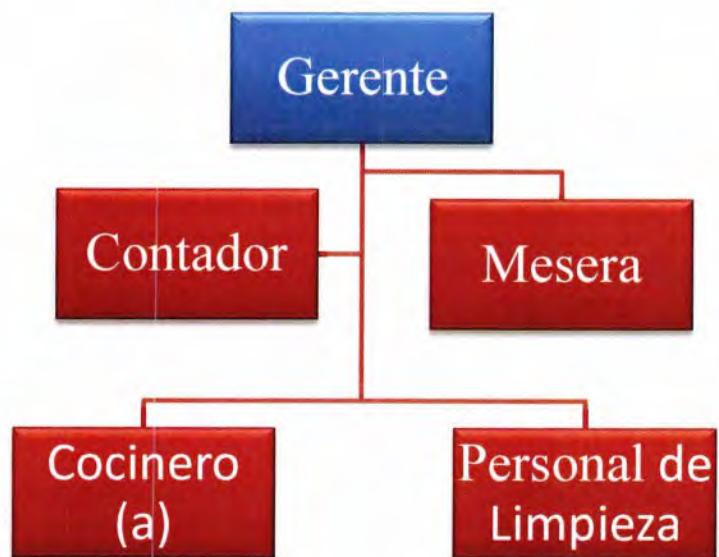 Gerente
Contador
Mesera
Cocinero
(a)
Personal de
Limpieza